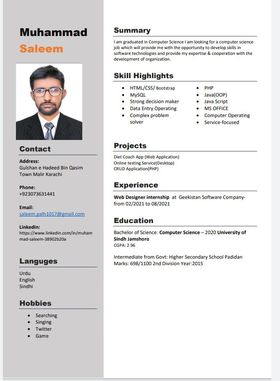 Muhammad
Saleem
Contact
Address:
Gulshan e Hadeed Bin Qasim
Town Malir Karachi
Phone:
+923073631441
Email:
saleem.palh1017@gmail.com
Linkedin:
https://www.linkedin.com/in/muham
mad-saleem-38902b20a
Languges
Urdu
English
Sindhi
Hobbies
Searching
Singing
Twitter
Game
Summary
I am graduated in Computer Science I am looking for a computer science
job which will provide me with the opportunity to develop skills in
software technologies and provide my expertise & cooperation with the
development of organization.
Skill Highlights
HTML/CSS/ Bootstrap
MySQL
Strong decision maker
Data Entry Operating
Complex problem
solver
PHP
Java(OOP)
Java Script
MS OFFICE
Computer Operating
Service-focused
Projects
Diet Coach App (Web Application)
Online testing Service(Desktop)
CRUD Application(PHP)
Experience
Web Designer internship at Geekistan Software Company-
from 02/2021 to 08/2021
Education
Bachelor of Science: Computer Science – 2020 University of
Sindh Jamshoro
CGPA: 2.96
Intermediate from Govt: Higher Secondary School Padidan
Marks: 698/1100 2nd Division Year:2015